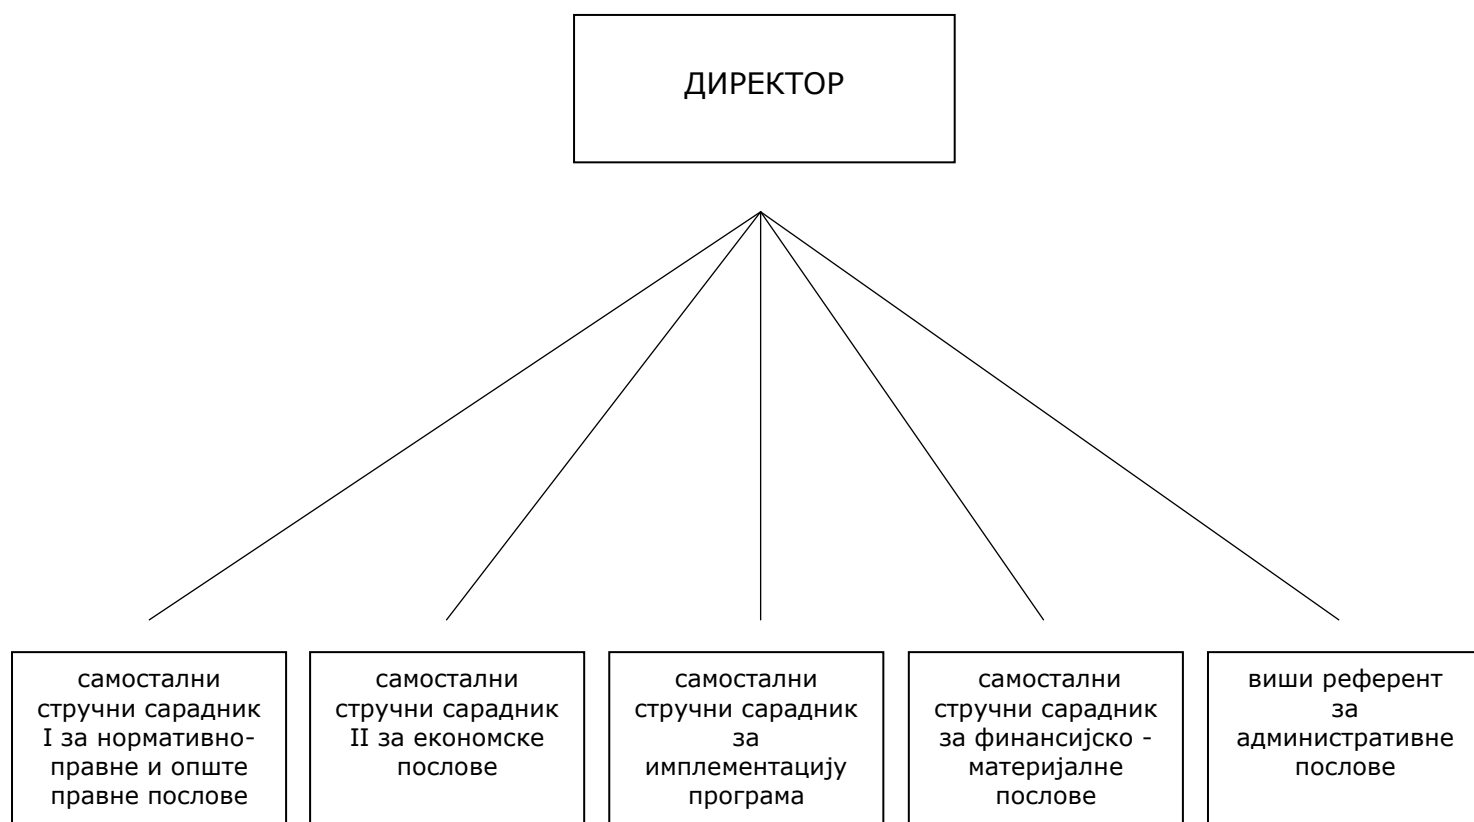 ДИРЕКТОР
самостални
стручни сарадник
I за нормативно-
правне и опште
правне послове
самостални
стручни сарадник
II за економске
послове
самостални
стручни сарадник
за
имплементацију
програма
самостални
стручни сарадник
за финансијско -
материјалне
послове
виши референт
за
административне
послове